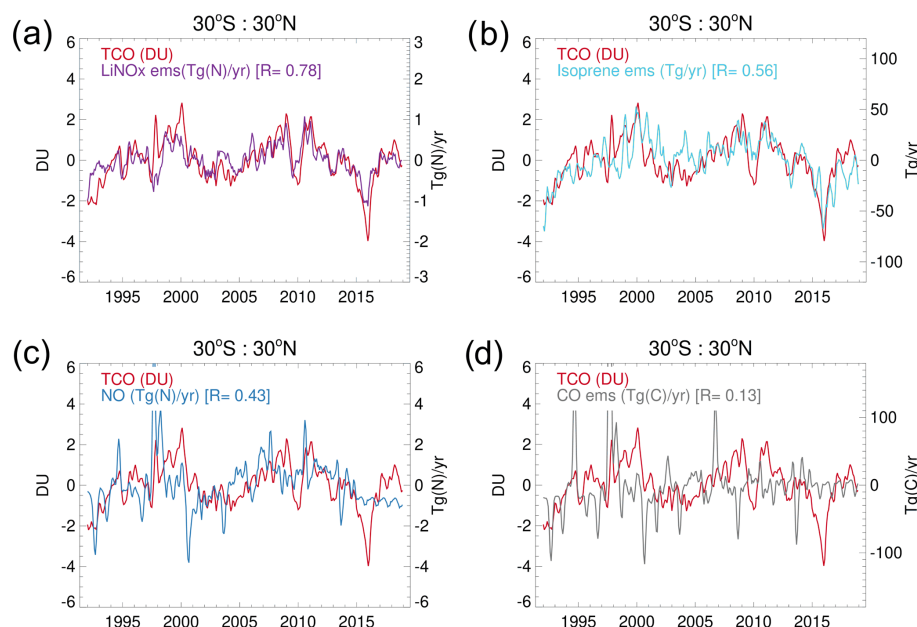 (a)
30°S : 30°N
TCO (DU)
LiNOx ems(Tg(N)/yr) [R= 0.78]
DU
Tg(N)/yr
6
4
2
0
-2
-4
-6
3
2
1
0
-1
-2
-3
1995 2000 2005 2010 2015
(b)
30°S : 30°N
TCO (DU)
Isoprene ems (Tg/yr) [R= 0.56]
DU
Tg/yr
6
4
2
0
-2
-4
-6
100
50
0
-50
-100
1995 2000 2005 2010 2015
(c)
30°S : 30°N
TCO (DU)
NO (Tg(N)/yr) [R= 0.43]
DU
Tg(N)/yr
6
4
2
0
-2
-4
-6
6
4
2
0
-2
-4
-6
1995 2000 2005 2010 2015
(d)
30°S : 30°N
TCO (DU)
CO ems (Tg(C)/yr) [R= 0.13]
DU
Tg(C)/yr
6
4
2
0
-2
-4
-6
100
0
-100
1995 2000 2005 2010 2015